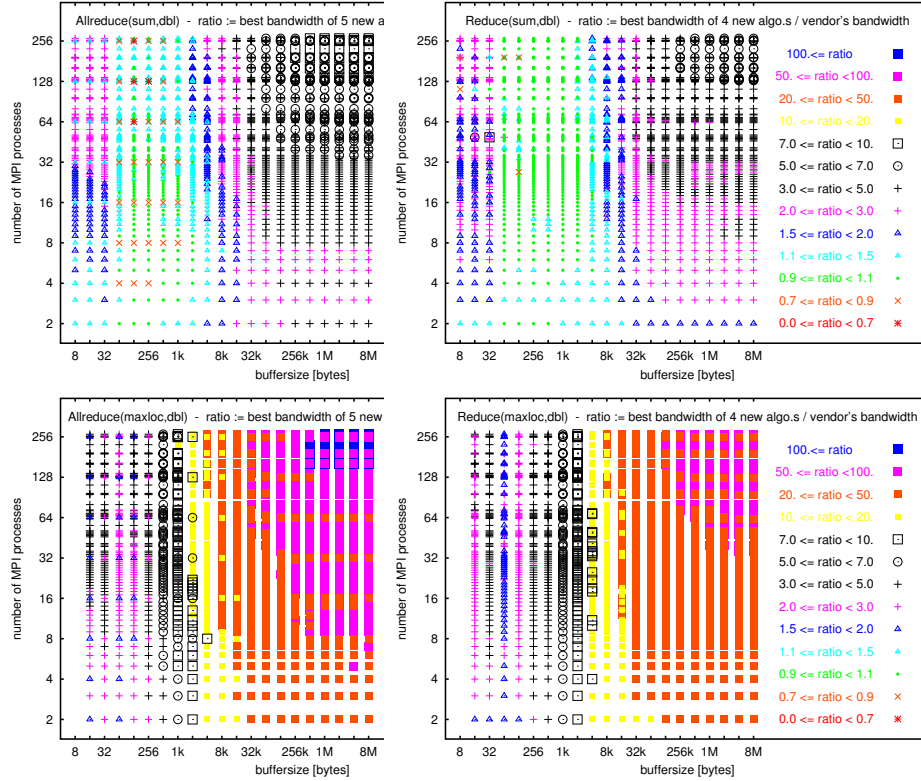 Allreduce(sum,dbl) - ratio := best bandwidth of 5 new a
256
128
64
32
16
8
4
2
number of MPI processes
8 32 256 1k 8k 32k 256k 1M 8M
buffersize [bytes]
Reduce(sum,dbl) - ratio := best bandwidth of 4 new algo.s / vendor's bandwidth
256
128
64
32
16
8
4
2
number of MPI processes
8 32 256 1k 8k 32k 256k 1M 8M
buffersize [bytes]
100.<= ratio
50. <= ratio <100.
20. <= ratio < 50.
10. <= ratio < 20.
7.0 <= ratio < 10.
5.0 <= ratio < 7.0
3.0 <= ratio < 5.0
2.0 <= ratio < 3.0
1.5 <= ratio < 2.0
1.1 <= ratio < 1.5
0.9 <= ratio < 1.1
0.7 <= ratio < 0.9
0.0 <= ratio < 0.7
Allreduce(maxloc,dbl) - ratio := best bandwidth of 5 new
256
128
64
32
16
8
4
2
number of MPI processes
8 32 256 1k 8k 32k 256k 1M 8M
buffersize [bytes]
Reduce(maxloc,dbl) - ratio := best bandwidth of 4 new algo.s / vendor's bandwidth
256
128
64
32
16
8
4
2
number of MPI processes
8 32 256 1k 8k 32k 256k 1M 8M
buffersize [bytes]
100.<= ratio
50. <= ratio <100.
20. <= ratio < 50.
10. <= ratio < 20.
7.0 <= ratio < 10.
5.0 <= ratio < 7.0
3.0 <= ratio < 5.0
2.0 <= ratio < 3.0
1.5 <= ratio < 2.0
1.1 <= ratio < 1.5
0.9 <= ratio < 1.1
0.7 <= ratio < 0.9
0.0 <= ratio < 0.7